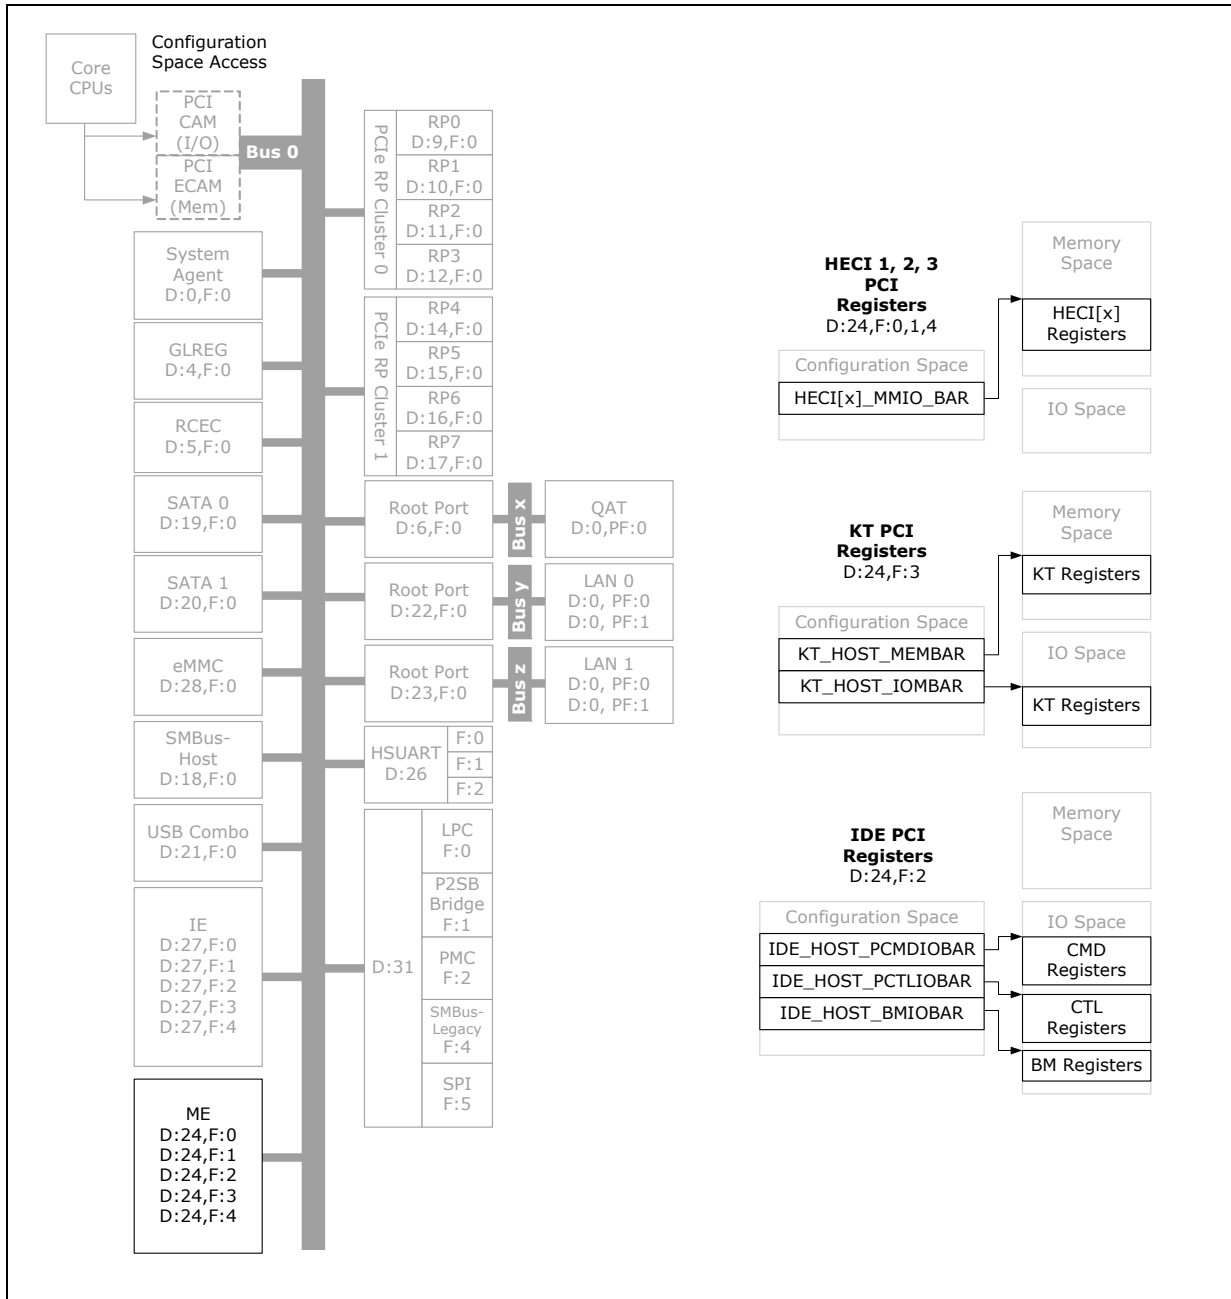 Configuration
Space Access
Core
CPUs
PCI
CAM
(I/O)
PCI
ECAM
(Mem)
Bus 0
System
Agent
D:0,F:0
GLREG
D:4,F:0
RCEC
D:5,F:0
SATA 0
D:19,F:0
SATA 1
D:20,F:0
eMMC
D:28,F:0
SMBus-
Host
D:18,F:0
USB Combo
D:21,F:0
IE
D:27,F:0
D:27,F:1
D:27,F:2
D:27,F:3
D:27,F:4
ME
D:24,F:0
D:24,F:1
D:24,F:2
D:24,F:3
D:24,F:4
PCIe RP Cluster 0
RP0
D:9,F:0
RP1
D:10,F:0
RP2
D:11,F:0
RP3
D:12,F:0
PCIe RP Cluster 1
RP4
D:14,F:0
RP5
D:15,F:0
RP6
D:16,F:0
RP7
D:17,F:0
Root Port
D:6,F:0
Bus x
QAT
D:0,PF:0
Root Port
D:22,F:0
Bus y
LAN 0
D:0, PF:0
D:0, PF:1
Root Port
D:23,F:0
Bus z
LAN 1
D:0, PF:0
D:0, PF:1
HSUART
D:26
F:0
F:1
F:2
D:31
LPC
F:0
P2SB
Bridge
F:1
PMC
F:2
SMBus-
Legacy
F:4
SPI
F:5
HECI 1, 2, 3
PCI
Registers
D:24,F:0,1,4
Configuration Space
HECI[x]_MMIO_BAR
Memory
Space
HECI[x]
Registers
IO Space
KT PCI
Registers
D:24,F:3
Configuration Space
KT_HOST_MEMBAR
KT_HOST_IOMBAR
Memory
Space
KT Registers
IO Space
KT Registers
IDE PCI
Registers
D:24,F:2
Configuration Space
IDE_HOST_PCMDIOBAR
IDE_HOST_PCTLIOBAR
IDE_HOST_BMIOBAR
Memory
Space
IO Space
CMD
Registers
CTL
Registers
BM Registers